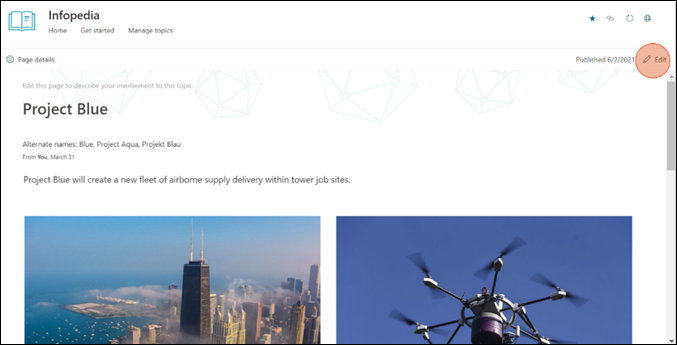 Infopedia
Home Get started Manage topics
Page details Published 6/2/2021 Edit
Edit this page to describe your involvement to this topic.
Project Blue
Alternate names: Blue, Project Aqua, Projekt Blau
From You, March 31
Project Blue will create a new fleet of airborne supply delivery within tower job sites.